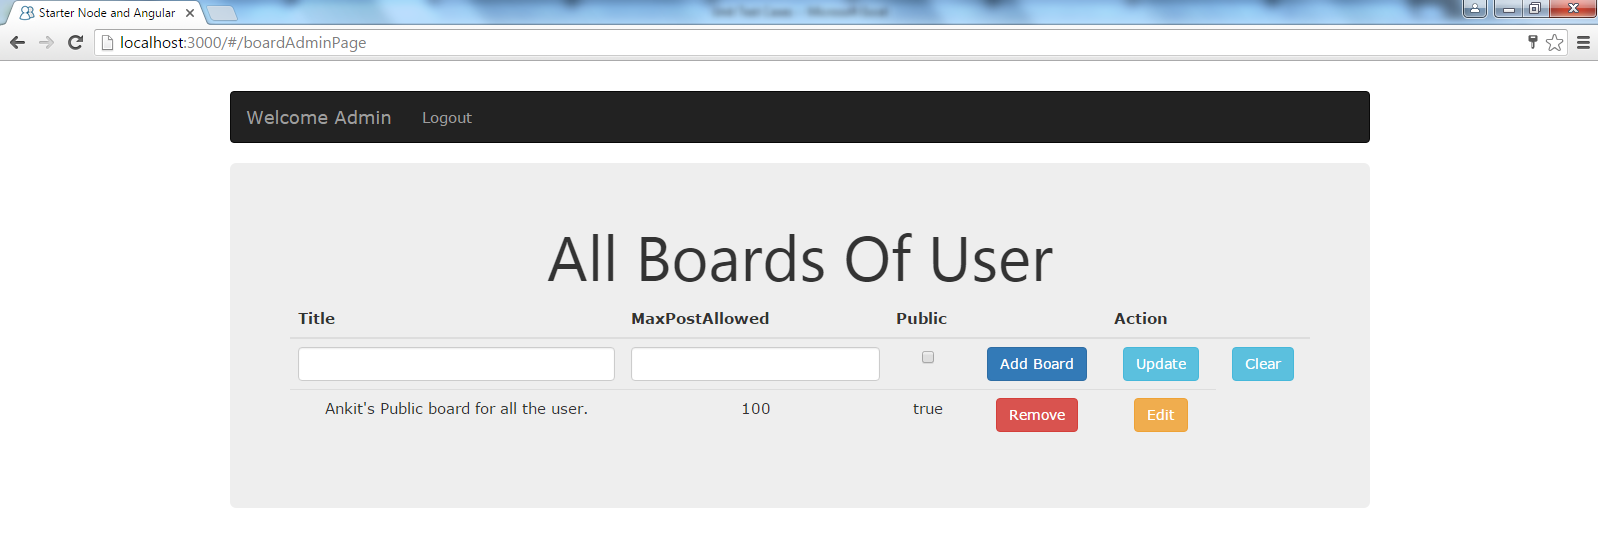 Starter Node and Angular
localhost:3000/#/boardAdminPage
Welcome Admin Logout
All Boards Of User
Title MaxPostAllowed Public Action
Add Board Update Clear
Ankit's Public board for all the user. 100 true Remove Edit